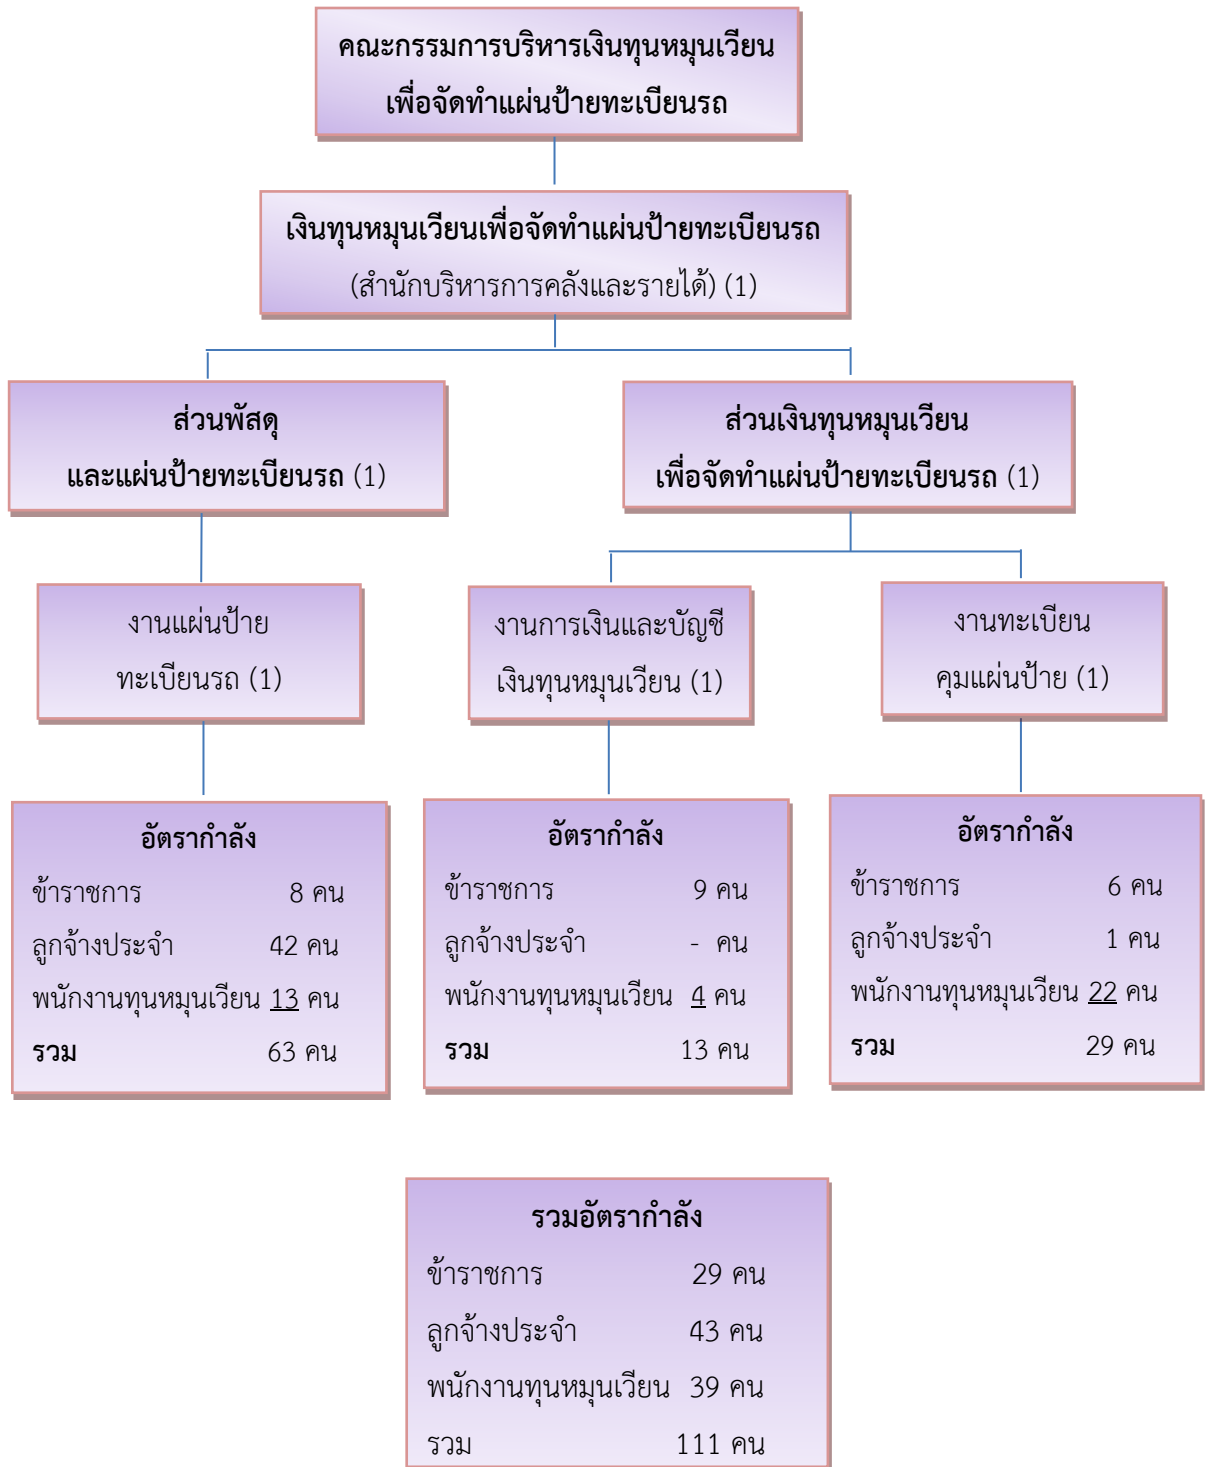 คณะกรรมการบริหารเงินทุนหมุนเวียน
เพื่อจัดทำแผ่นป้ายทะเบียนรถ
เงินทุนหมุนเวียนเพื่อจัดทำแผ่นป้ายทะเบียนรถ
(สำนักบริหารการคลังและรายได้) (1)
ส่วนพัสดุ
และแผ่นป้ายทะเบียนรถ (1)
ส่วนเงินทุนหมุนเวียน
เพื่อจัดทำแผ่นป้ายทะเบียนรถ (1)
งานแผ่นป้าย
ทะเบียนรถ (1)
งานการเงินและบัญชี
เงินทุนหมุนเวียน (1)
งานทะเบียน
คุมแผ่นป้าย (1)
อัตรากำลัง
ข้าราชการ 8 คน
ลูกจ้างประจำ 42 คน
พนักงานทุนหมุนเวียน 13 คน
รวม 63 คน
อัตรากำลัง
ข้าราชการ 9 คน
ลูกจ้างประจำ - คน
พนักงานทุนหมุนเวียน 4 คน
รวม 13 คน
อัตรากำลัง
ข้าราชการ 6 คน
ลูกจ้างประจำ 1 คน
พนักงานทุนหมุนเวียน 22 คน
รวม 29 คน
รวมอัตรากำลัง
ข้าราชการ 29 คน
ลูกจ้างประจำ 43 คน
พนักงานทุนหมุนเวียน 39 คน
รวม 111 คน